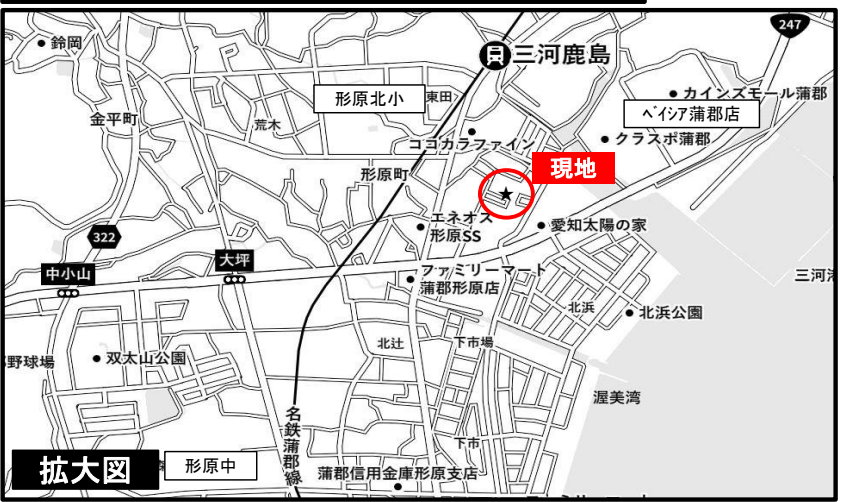 247
鈴岡
三河鹿島
カインズモール蒲郡
形原北小
東田
ベイシア蒲郡店
金平町
荒木
ココカラファイン
クラスポ蒲郡
形原町
現地
★
エネオス
形原SS
愛知太陽の家
322
大坪
中小山
ファミリーマート
蒲郡形原店
三河港
北浜
北浜公園
北辻
下市場
野球場
双太山公園
渥美湾
名鉄蒲郡線
下市
拡大図
形原中
蒲郡信用金庫形原支店